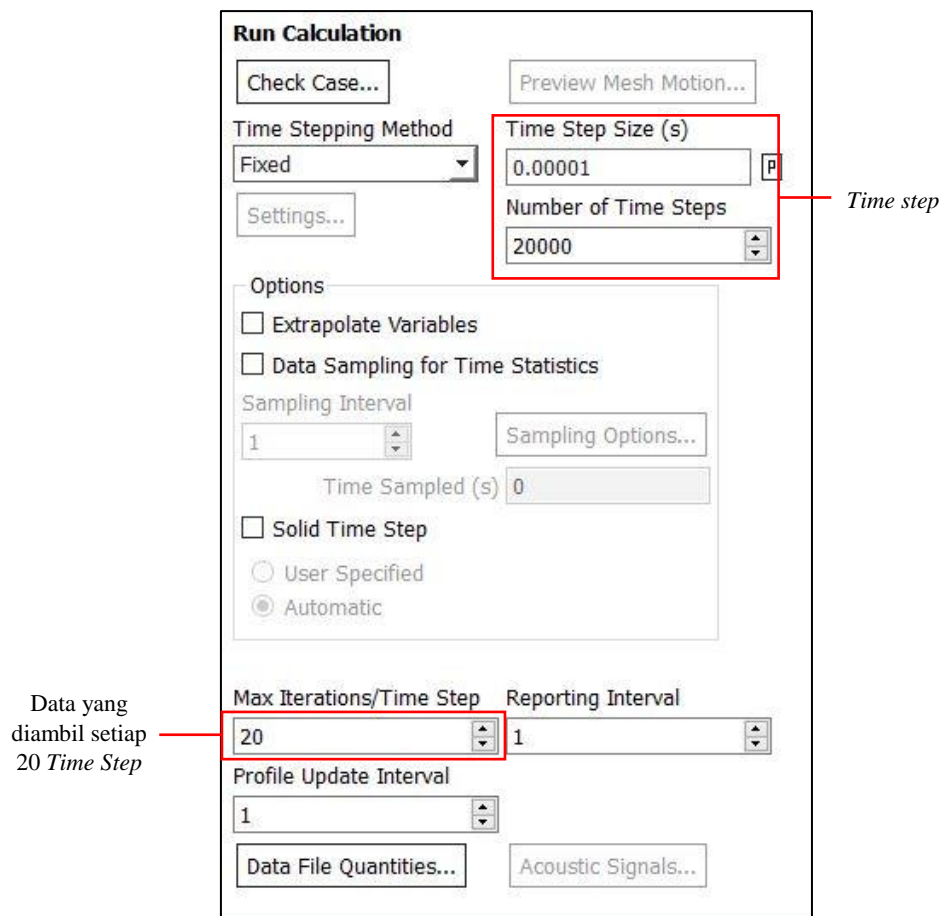 Run Calculation
Check Case...
Preview Mesh Motion...
Time Stepping Method
Time Step Size (s)
Fixed
0.00001
P
Settings...
Number of Time Steps
20000
Time step
Options
Extrapolate Variables
Data Sampling for Time Statistics
Sampling Interval
1
Sampling Options...
Time Sampled (s) 0
Solid Time Step
User Specified
Automatic
Max Iterations/Time Step
Reporting Interval
20
1
Data yang
diambil setiap
20 Time Step
Profile Update Interval
1
Data File Quantities...
Acoustic Signals...